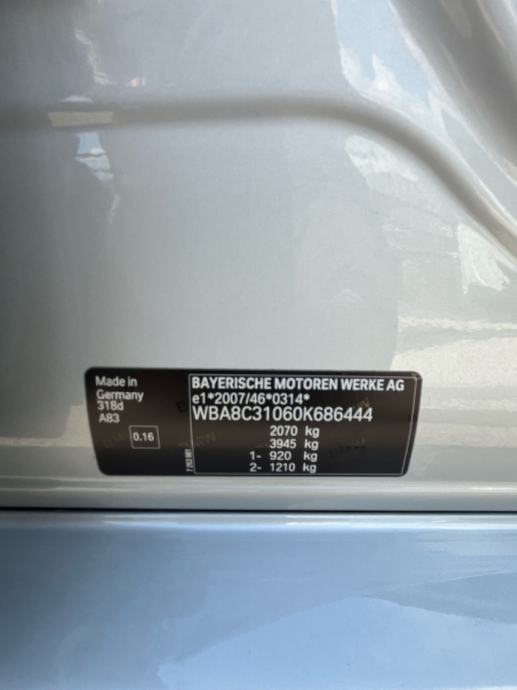 Made in
Germany
318d
A83
0.16
BAYERISCHE MOTOREN WERKE AG
e1*2007/46*0314*
WBA8C31060K686444
2070 kg
3945 kg
1- 920 kg
2- 1210 kg